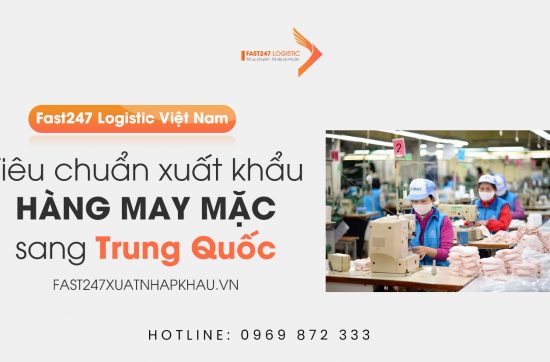 FAST247 LOGISTIC
Fast247 Logistic Việt Nam
iêu chuẩn xuất khẩu
HÀNG MAY MẶC
sang Trung Quốc
FAST247XUATNHAPKHAU.VN
HOTLINE: 0969 872 333
2